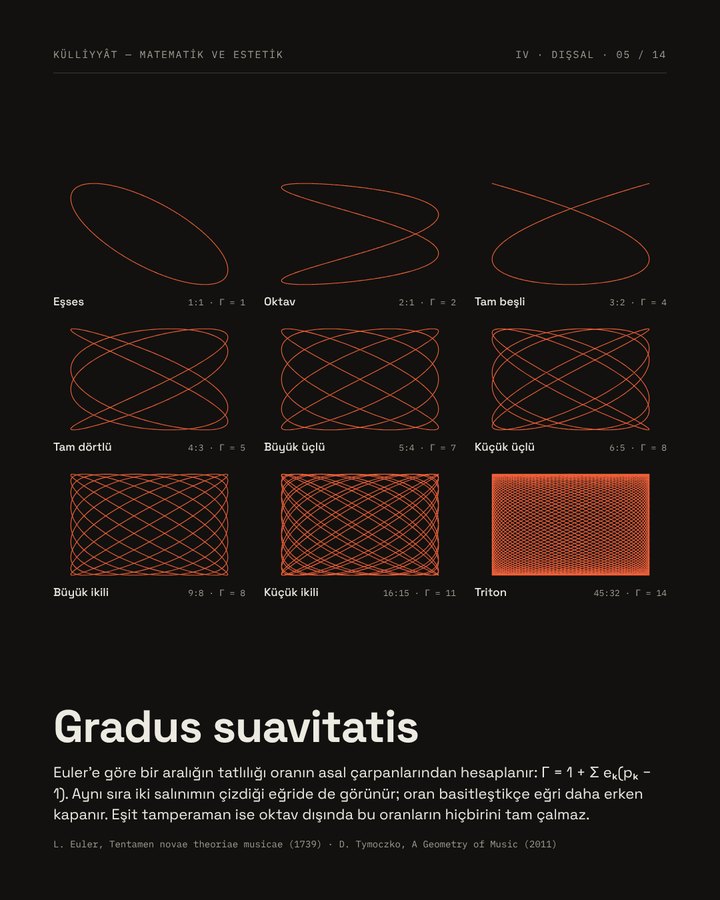 KÜLLİYYÂT — MATEMATİK VE ESTETİK
IV · DIŞSAL · 05 / 14
Eşses 1:1 · Γ = 1
Oktav 2:1 · Γ = 2
Tam beşli 3:2 · Γ = 4
Tam dörtlü 4:3 · Γ = 5
Büyük üçlü 5:4 · Γ = 7
Küçük üçlü 6:5 · Γ = 8
Büyük ikili 9:8 · Γ = 8
Küçük ikili 16:15 · Γ = 11
Triton 45:32 · Γ = 14
Gradus suavitatis
Euler’e göre bir aralığın tatlılığı oranın asal çarpanlarından hesaplanır: Γ = 1 + Σ eₖ(pₖ −
1). Aynı sıra iki salınımın çizdiği eğride de görünür; oran basitleştikçe eğri daha erken
kapanır. Eşit tamperaman ise oktav dışında bu oranların hiçbirini tam çalmaz.
L. Euler, Tentamen novae theoriae musicae (1739) · D. Tymoczko, A Geometry of Music (2011)